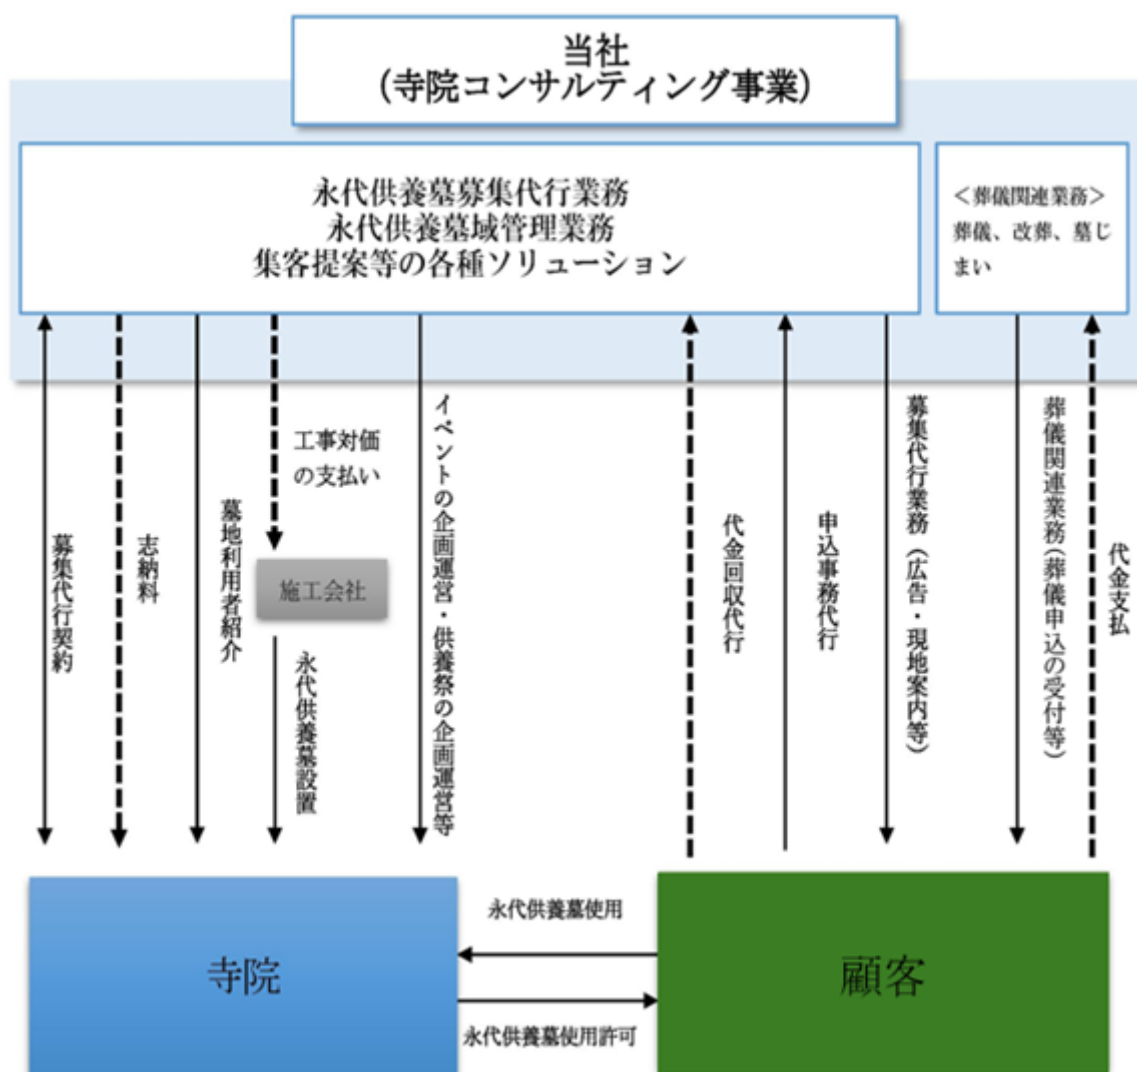 当社
(寺院コンサルティング事業)
永代供養墓募集代行業務
永代供養墓域管理業務
集客提案等の各種ソリューション
＜葬儀関連業務＞
葬儀、改葬、墓じ
まい
募集代行契約
志納料
墓地利用者紹介
工事対価
の支払い
施工会社
永代供養墓設置
イベントの企画運営・供養祭の企画運営等
代金回収代行
申込事務代行
募集代行業務（広告・現地案内等）
葬儀関連業務(葬儀申込の受付等)
代金支払
寺院
永代供養墓使用
永代供養墓使用許可
顧客